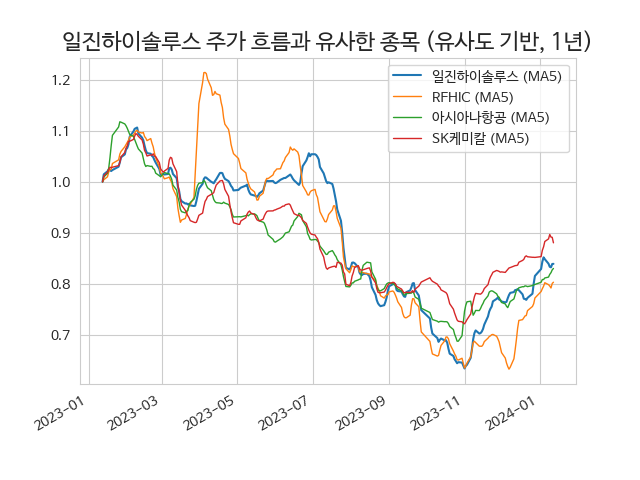 일진하이솔루스 주가 흐름과 유사한 종목 (유사도 기반, 1년)
일진하이솔루스 (MA5)
RFHIC (MA5)
아시아나항공 (MA5)
SK케미칼 (MA5)
1.2
1.1
1.0
0.9
0.8
0.7
2023-01
2023-03
2023-05
2023-07
2023-09
2023-11
2024-01